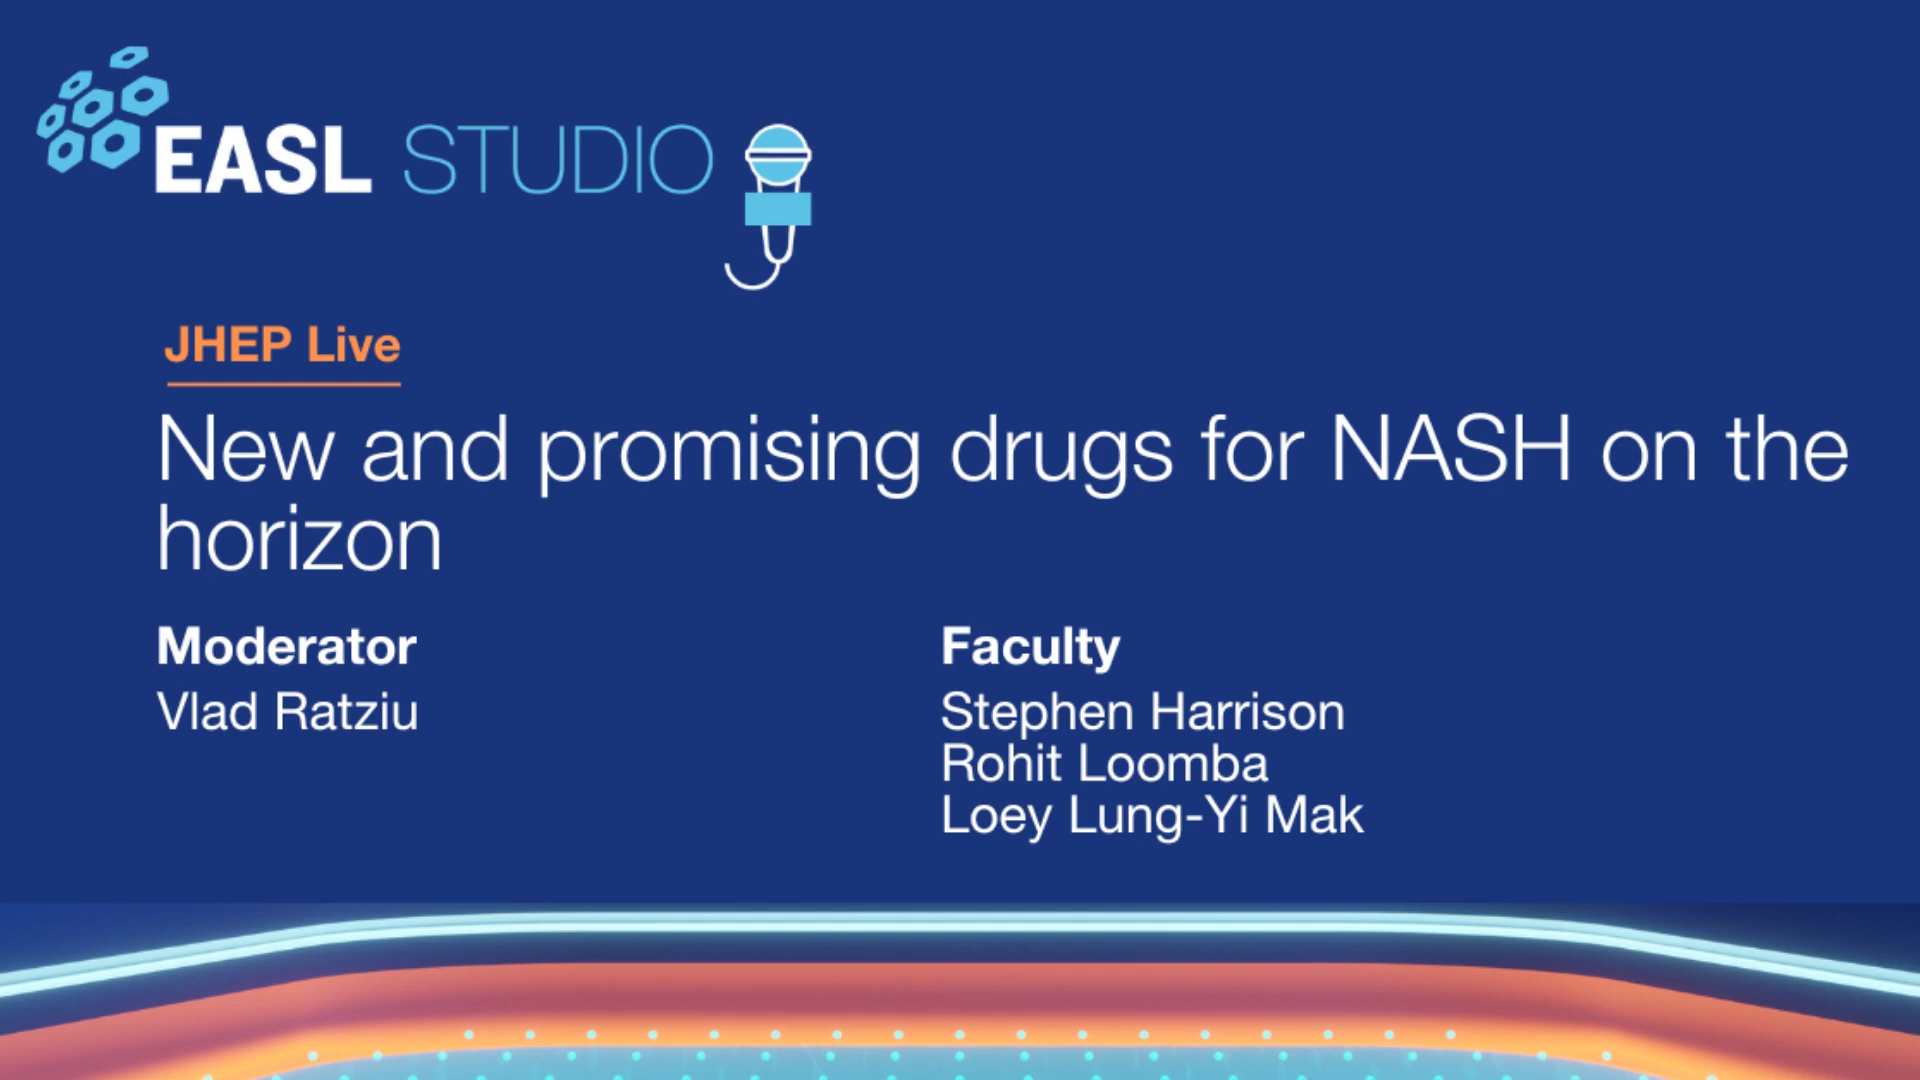 EASL STUDIO
JHEP Live
New and promising drugs for NASH on the
horizon
Moderator
Vlad Ratziu
Faculty
Stephen Harrison
Rohit Loomba
Loey Lung-Yi Mak